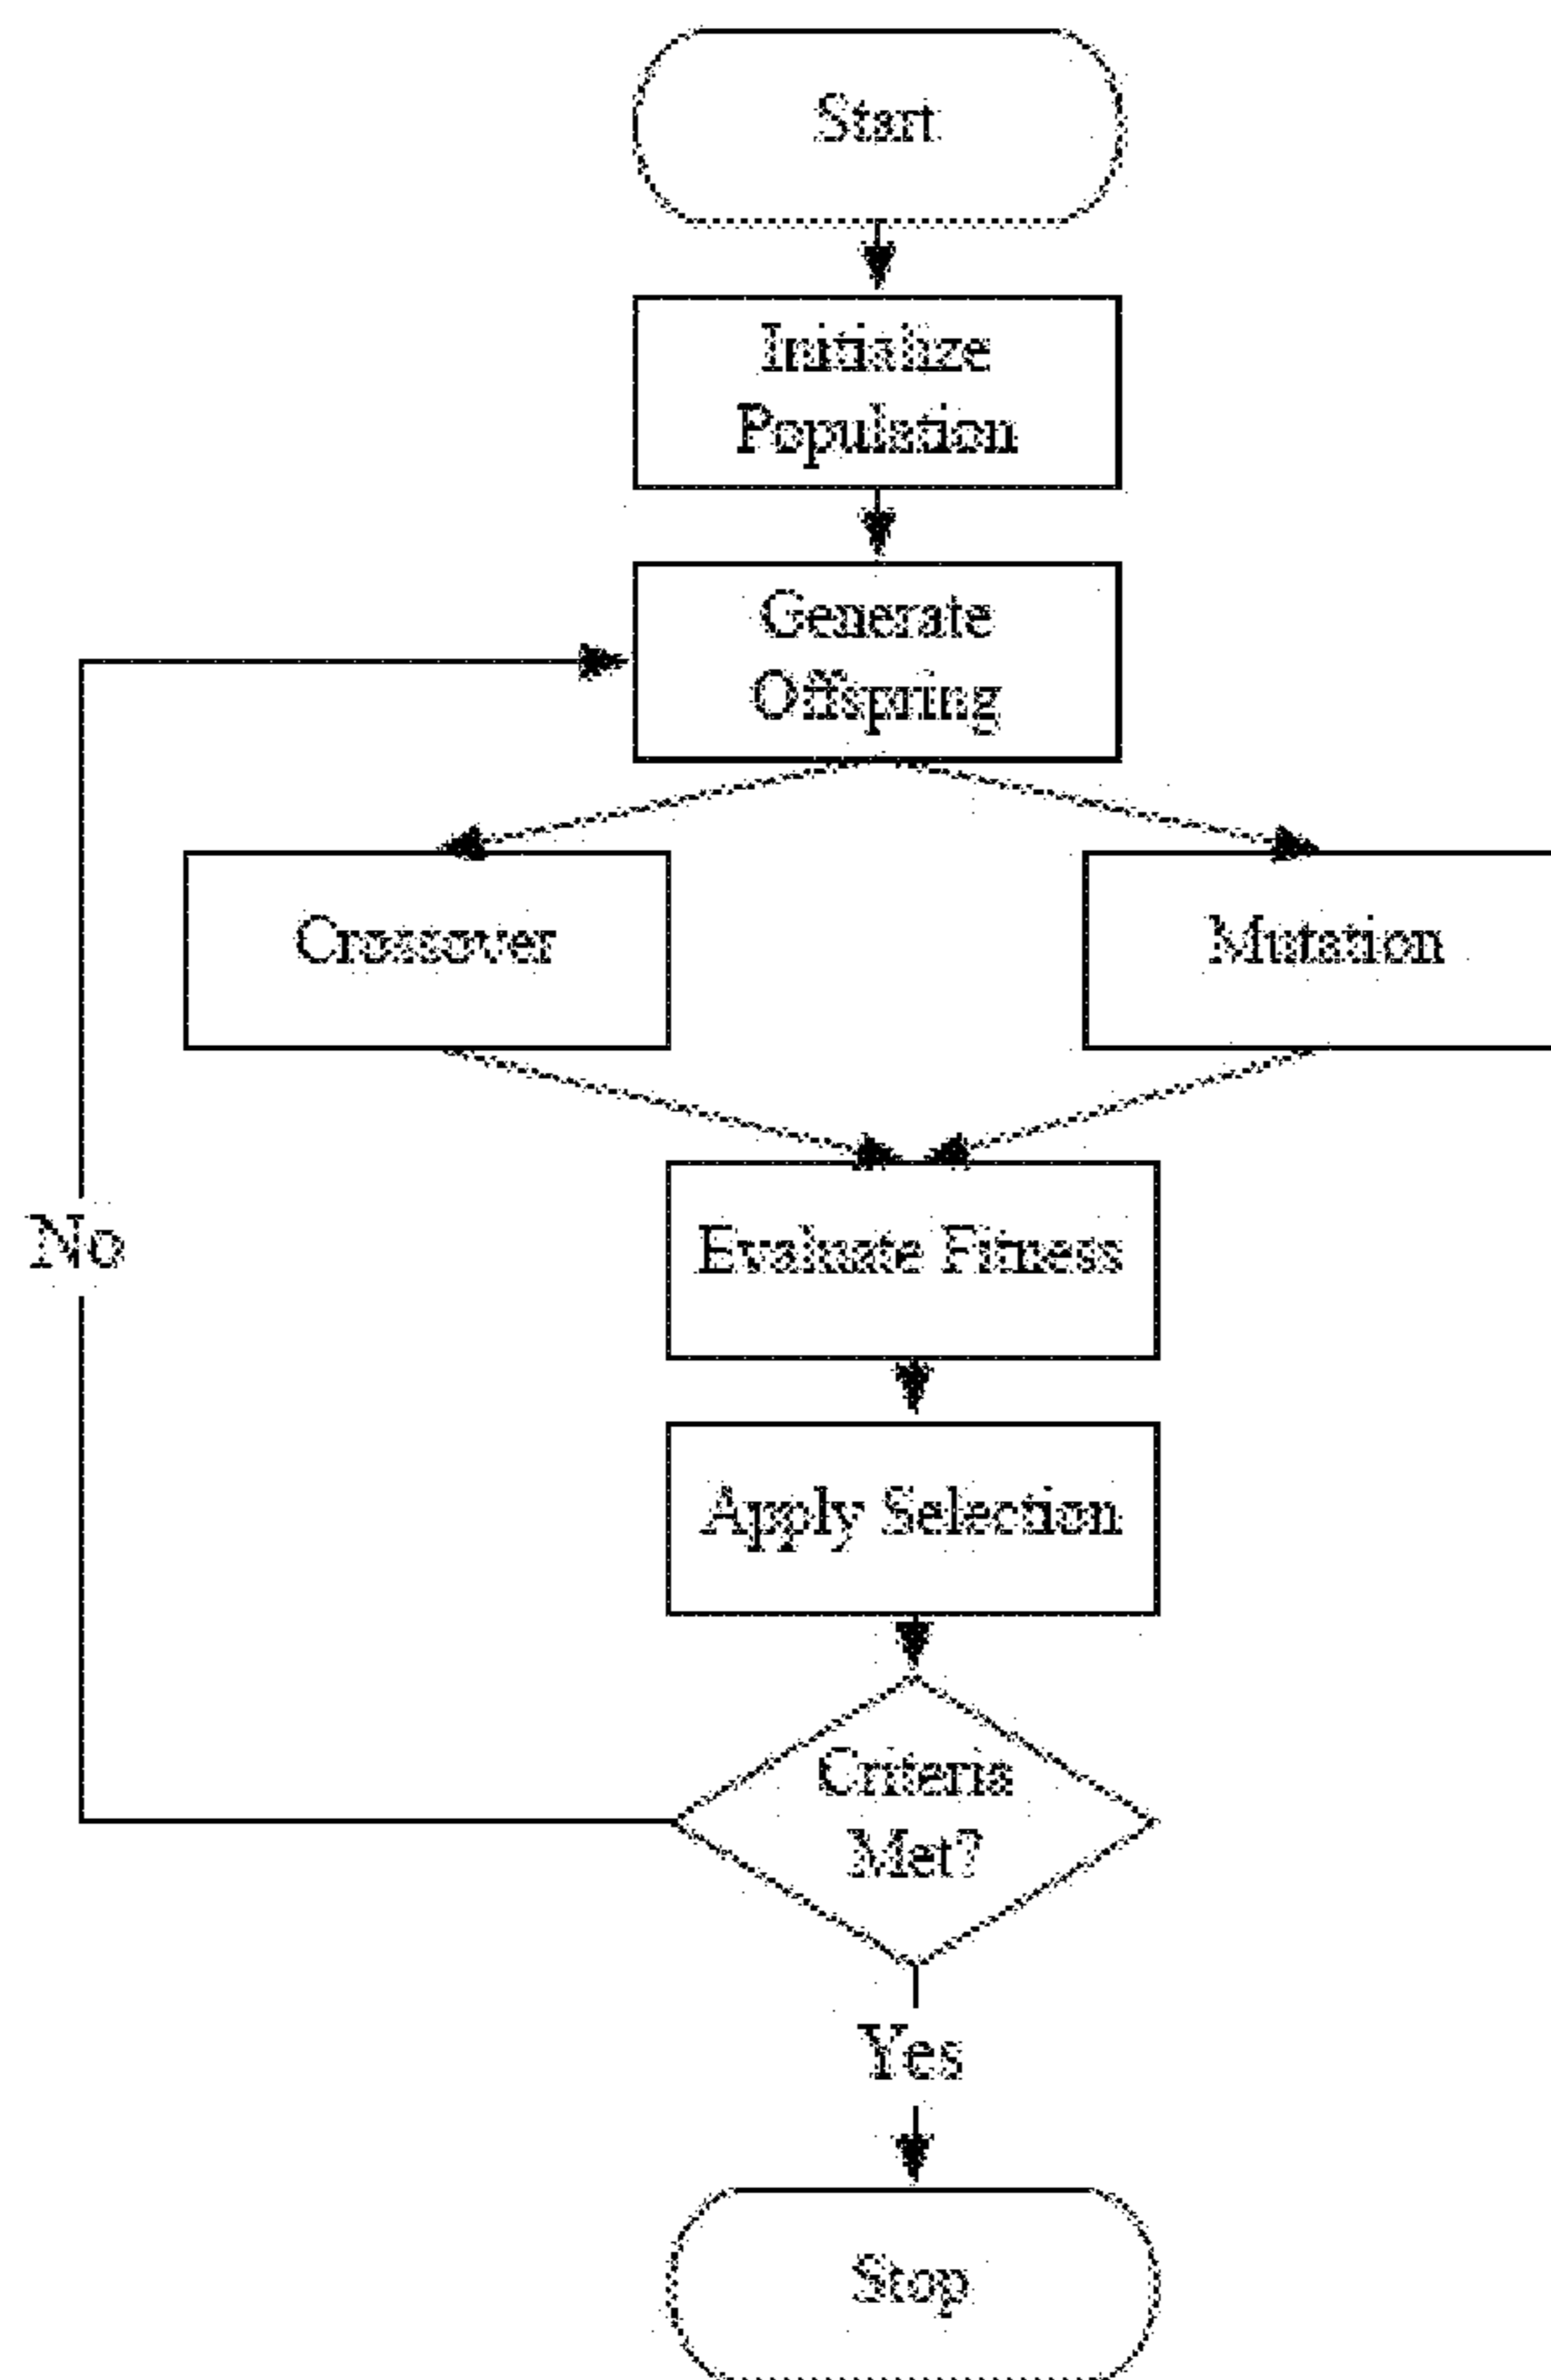 Start
Initialize
Population
Generate
Offspring
Crossover
Mutation
No
Evaluate Fitness
Apply Selection
Criteria
Met?
Yes
Stop